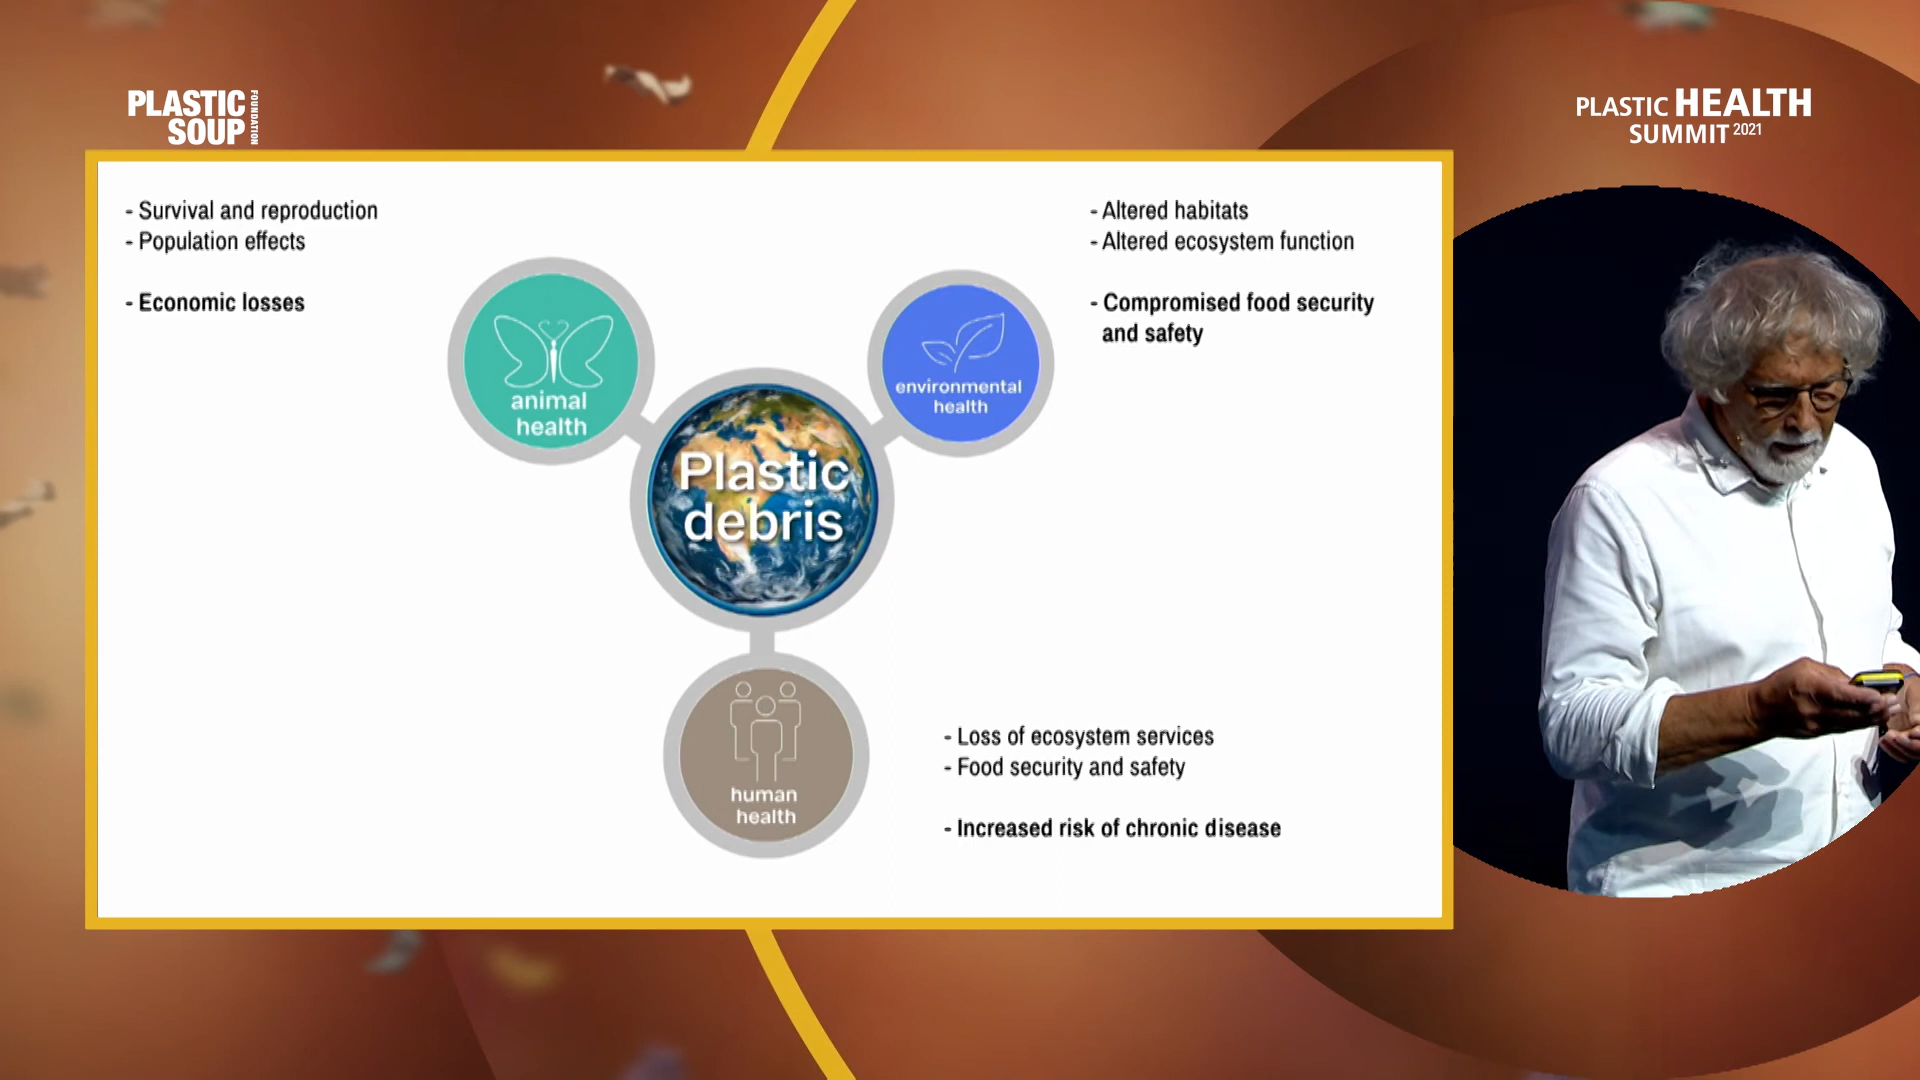 PLASTIC
SOUP
FOUNDATION
PLASTIC HEALTH
SUMMIT 2021
- Survival and reproduction
- Population effects
- Economic losses
- Altered habitats
- Altered ecosystem function
- Compromised food security
and safety
animal
health
environmental
health
Plastic
debris
human
health
- Loss of ecosystem services
- Food security and safety
- Increased risk of chronic disease